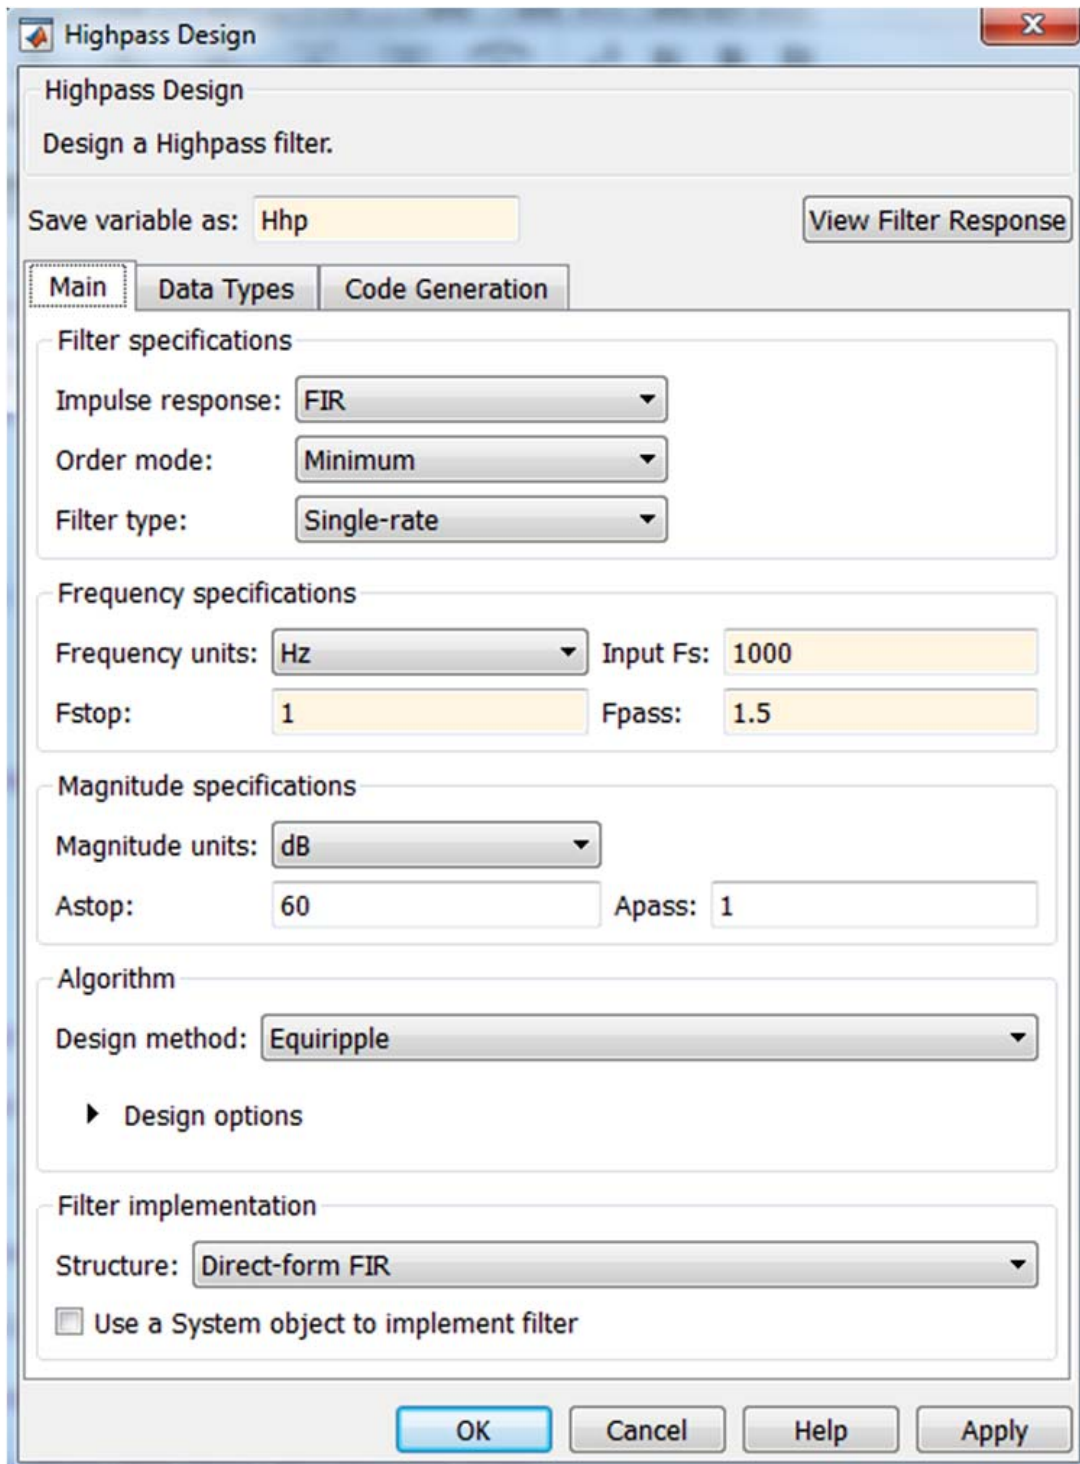 Highpass Design
Highpass Design
Design a Highpass filter.
Save variable as: Hhp View Filter Response
Main Data Types Code Generation
Filter specifications
Impulse response: FIR
Order mode: Minimum
Filter type: Single-rate
Frequency specifications
Frequency units: Hz Input Fs: 1000
Fstop: 1 Fpass: 1.5
Magnitude specifications
Magnitude units: dB
Astop: 60 Apass: 1
Algorithm
Design method: Equiripple
Design options
Filter implementation
Structure: Direct-form FIR
Use a System object to implement filter
OK Cancel Help Apply